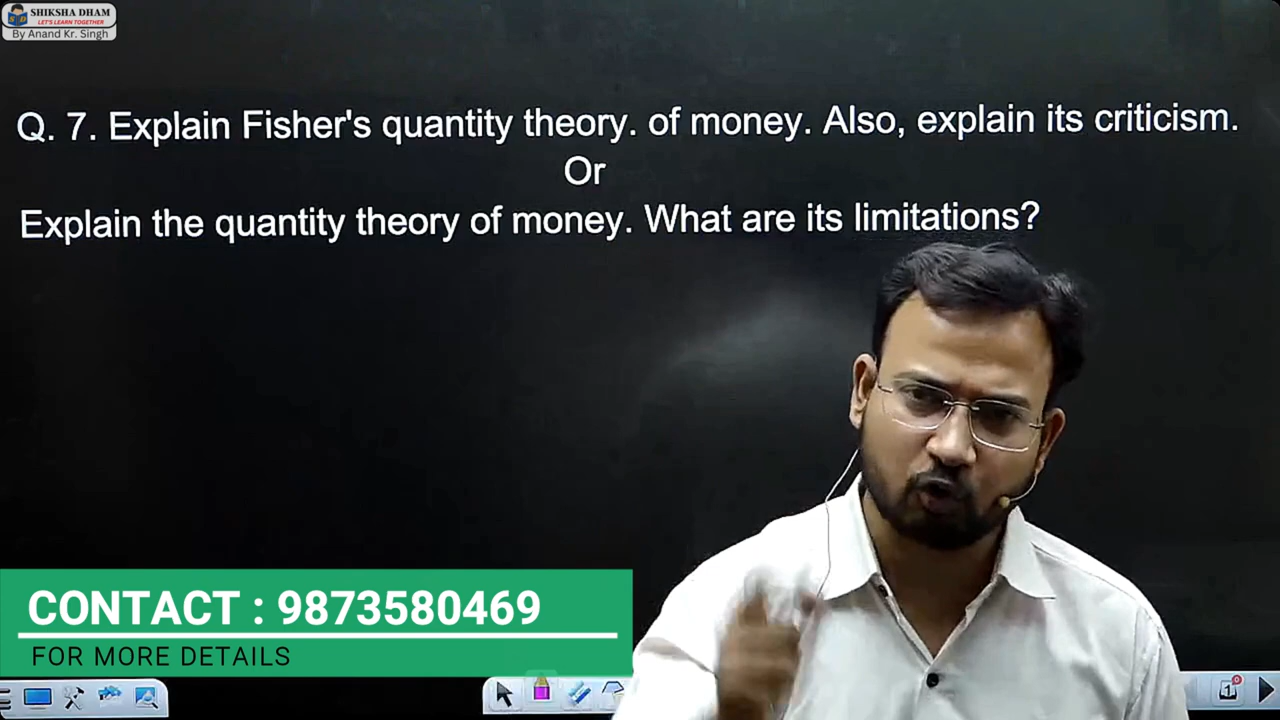 SHIKSHA DHAM
LET'S LEARN TOGETHER
By Anand Kr. Singh
Q. 7. Explain Fisher's quantity theory. of money. Also, explain its criticism.
Or
Explain the quantity theory of money. What are its limitations?
CONTACT : 9873580469
FOR MORE DETAILS